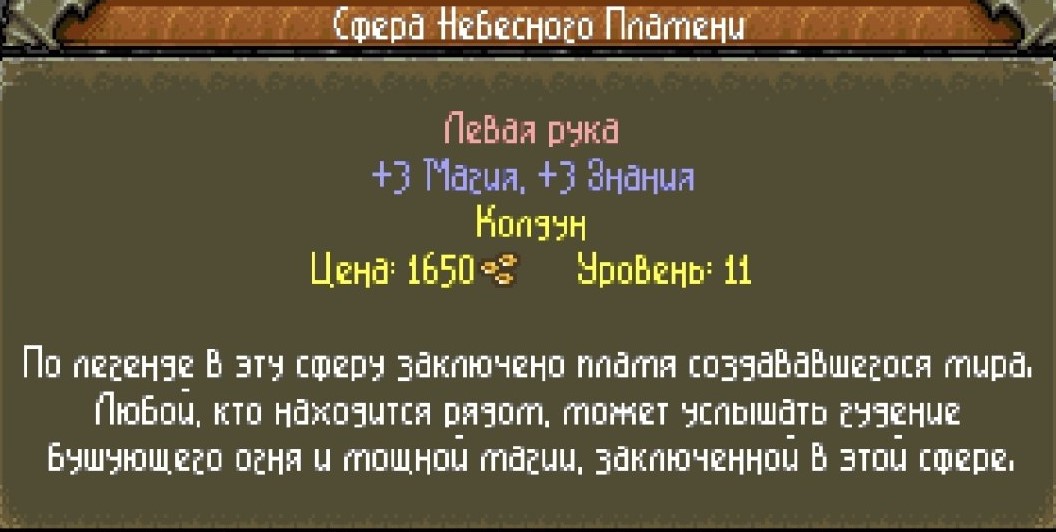 Сфера Небесного Пламени
Левая рука
+3 Магия, +3 Знания
Колдун
Цена: 1650 Уровень: 11
По легенде в эту сферу заключено пламя создававшегося мира.
Любой, кто находится рядом, может услышать гудение
бушующего огня и мощной магии, заключенной в этой сфере.